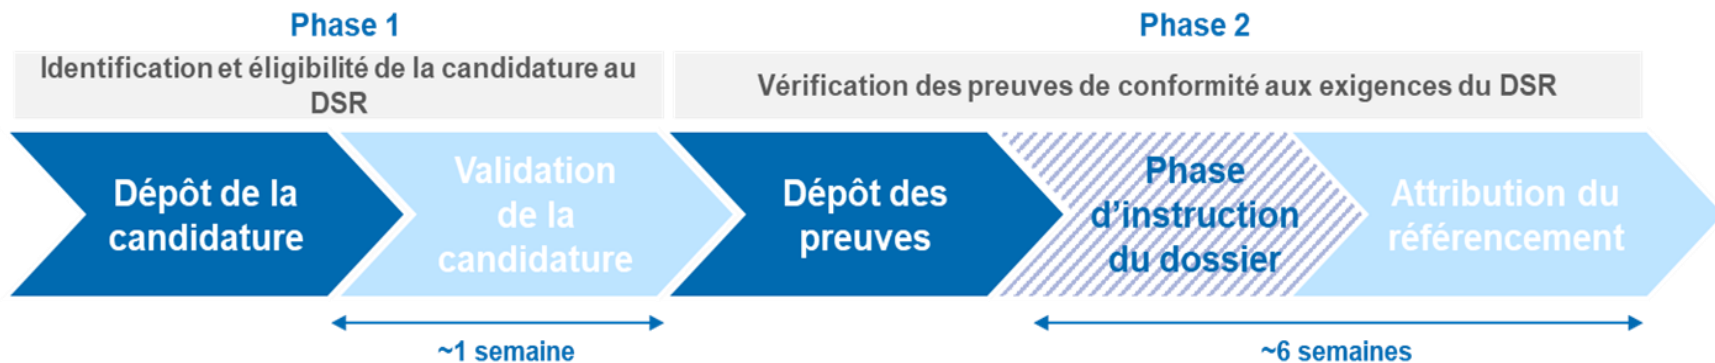 Phase 1
Phase 2
Identification et éligibilité de la candidature au
DSR
Vérification des preuves de conformité aux exigences du DSR
Dépôt de la
candidature
Validation
de la
candidature
Dépôt des
preuves
Phase
d'instruction
du dossier
Attribution du
référencement
~1 semaine
~6 semaines